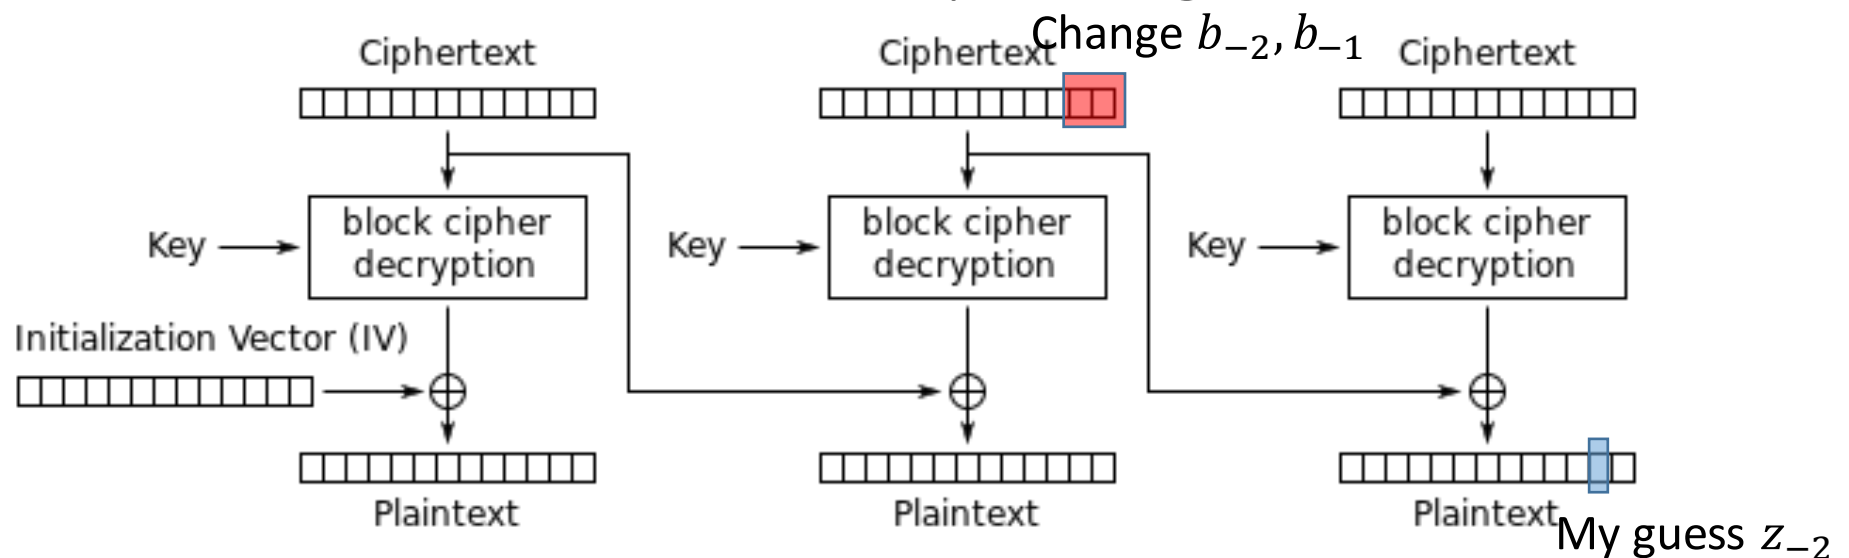 Change b₋₂, b₋₁
Ciphertext
Ciphertext
Ciphertext
Key
block cipher
decryption
Key
block cipher
decryption
Key
block cipher
decryption
Initialization Vector (IV)
Plaintext
Plaintext
Plaintext
My guess z₋₂